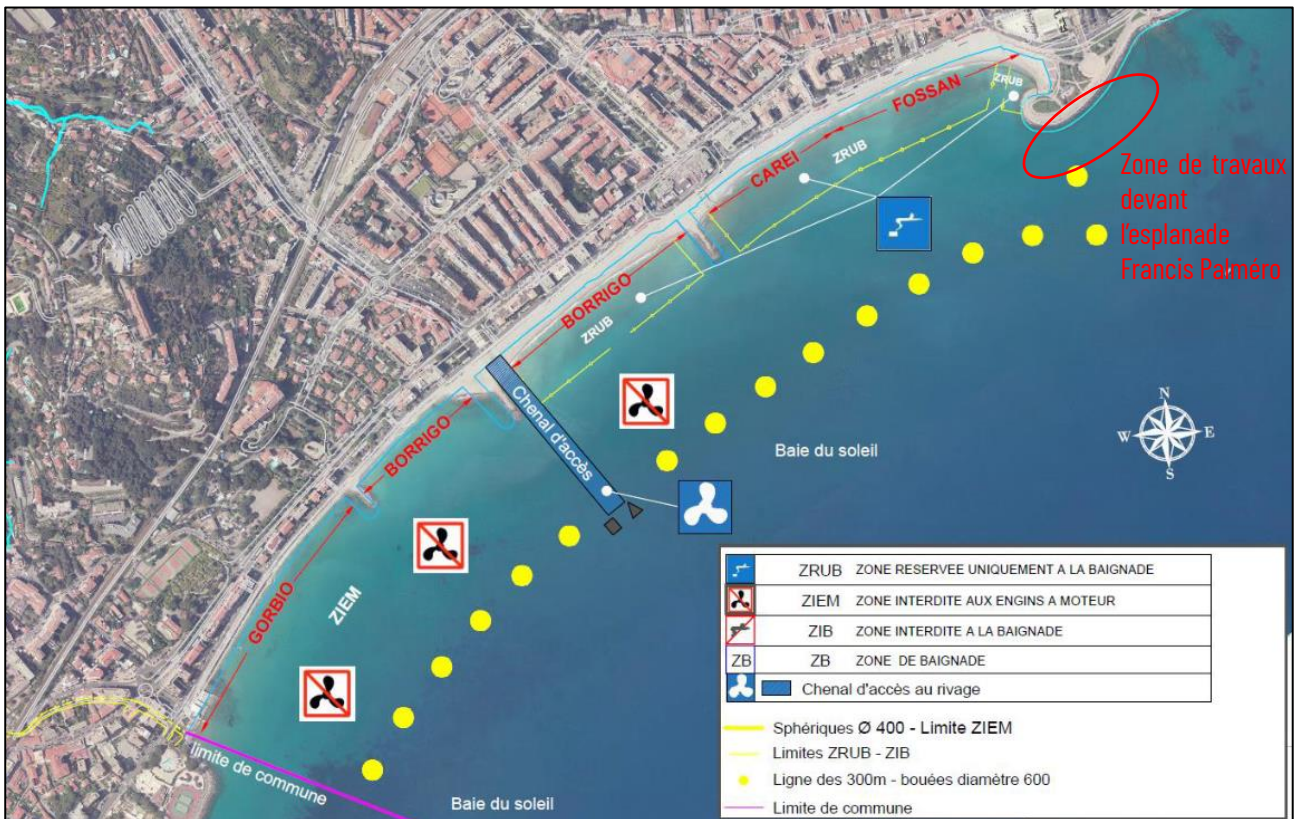 ZRUB
FOSSAN
CAREI
ZRUB
Zone de travaux
devant
l'esplanade
Francis Palméro
BORRIGO
ZRUB
Chenal d'accès
N
W
E
S
Baie du soleil
BORRIGO
GORBIO
ZIEM
limite de commune
Baie du soleil
ZRUB ZONE RESERVEE UNIQUEMENT A LA BAIGNADE
ZIEM ZONE INTERDITE AUX ENGINS A MOTEUR
ZIB ZONE INTERDITE A LA BAIGNADE
ZB ZB ZONE DE BAIGNADE
Chenal d'accès au rivage
Sphériques Ø 400 - Limite ZIEM
Limites ZRUB - ZIB
Ligne des 300m - bouées diamètre 600
Limite de commune